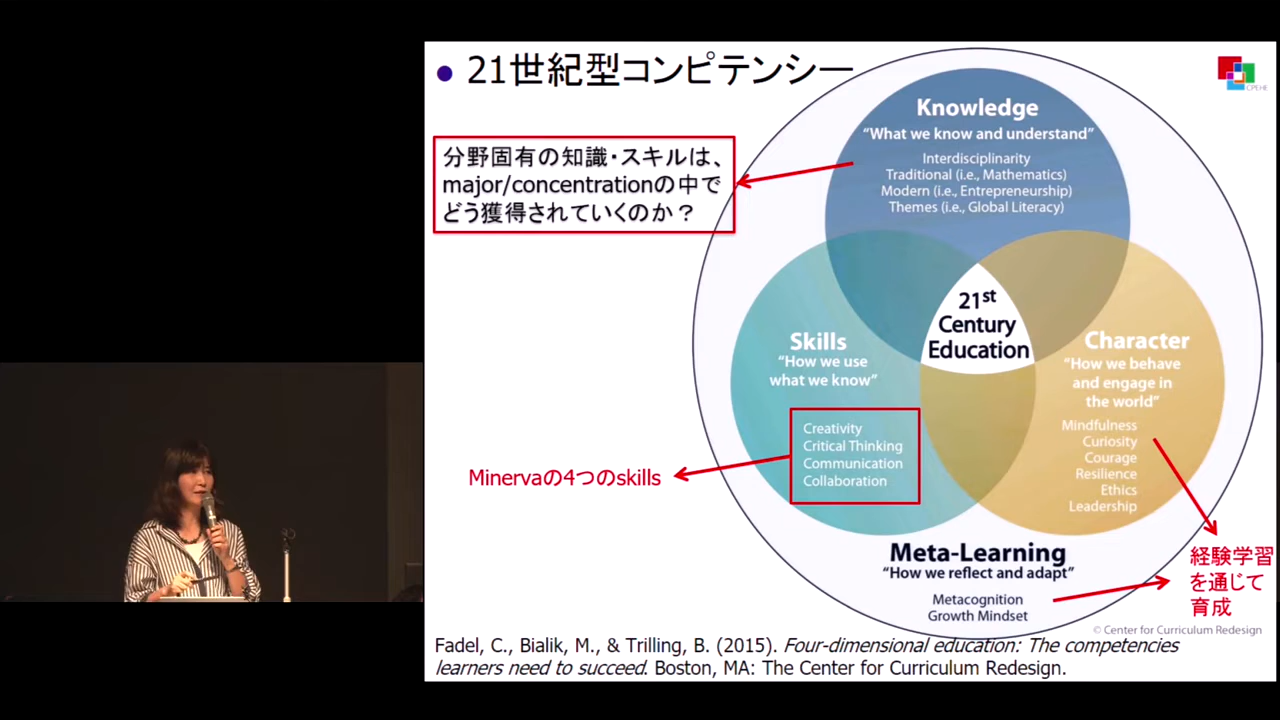 ● 21世紀型コンピテンシー
CPEHE
分野固有の知識・スキルは、
major/concentrationの中で
どう獲得されていくのか？
Knowledge
“What we know and understand”
Interdisciplinarity
Traditional (i.e., Mathematics)
Modern (i.e., Entrepreneurship)
Themes (i.e., Global Literacy)
21st
Century
Education
Skills
“How we use
what we know”
Creativity
Critical Thinking
Communication
Collaboration
Minervaの4つのskills
Character
“How we behave
and engage in
the world”
Mindfulness
Curiosity
Courage
Resilience
Ethics
Leadership
Meta-Learning
“How we reflect and adapt”
Metacognition
Growth Mindset
経験学習
を通じて
育成
© Center for Curriculum Redesign
Fadel, C., Bialik, M., & Trilling, B. (2015). Four-dimensional education: The competencies
learners need to succeed. Boston, MA: The Center for Curriculum Redesign.